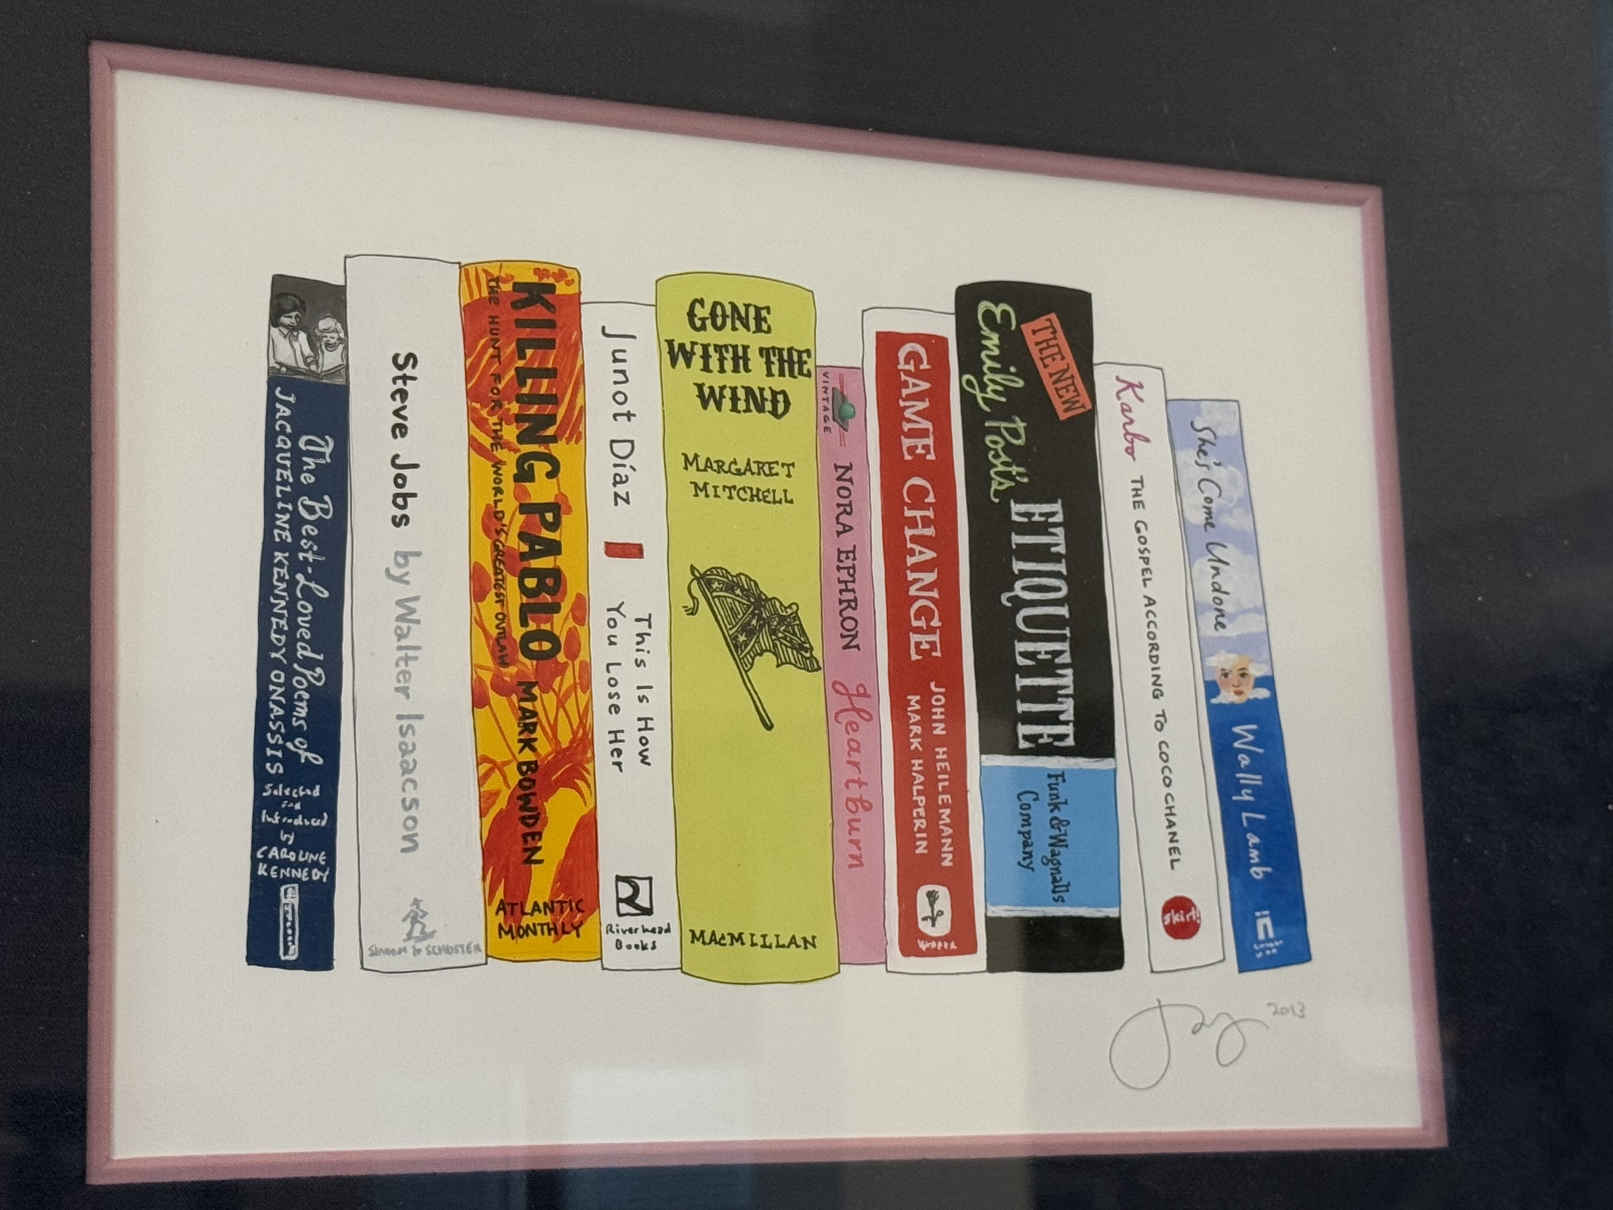 The Best-Loved Poems of
JACQUELINE KENNEDY ONASSIS
Selected
and
Introduced
by
CAROLINE
KENNEDY
Steve Jobs by Walter Isaacson
SIMON & SCHUSTER
KILLING PABLO MARK BOWDEN
THE HUNT FOR THE WORLD'S GREATEST OUTLAW
ATLANTIC
MONTHLY
Junot Díaz
This Is How
You Lose Her
Riverhead
Books
GONE
WITH THE
WIND
MARGARET
MITCHELL
MACMILLAN
VINTAGE
NORA EPHRON Heartburn
GAME CHANGE
JOHN HEILEMANN
MARK HALPERIN
THE NEW
Emily Post's
ETIQUETTE
Funk & Wagnalls
Company
Karbo THE GOSPEL ACCORDING TO COCO CHANEL
skirt!
She's Come Undone
Wally Lamb
2013